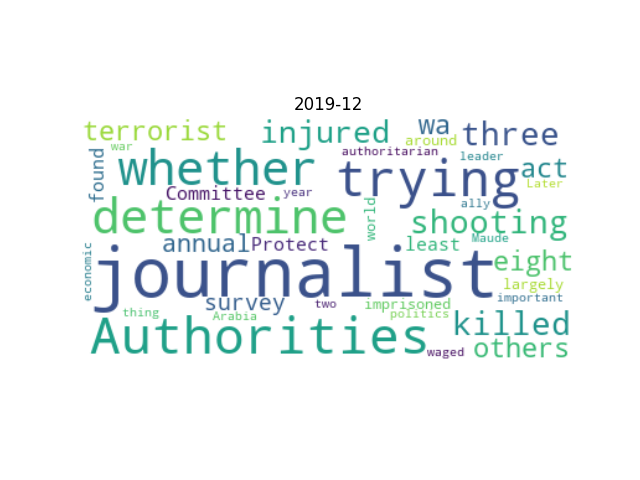 2019-12
terrorist injured wa three
war around
found whether authoritarian leader act
trying Later
Committee year ally
determine world shooting
annual Protect least Maude
economic journalist eight
largely
survey two imprisoned important
thing Arabia politics killed
Authorities waged others